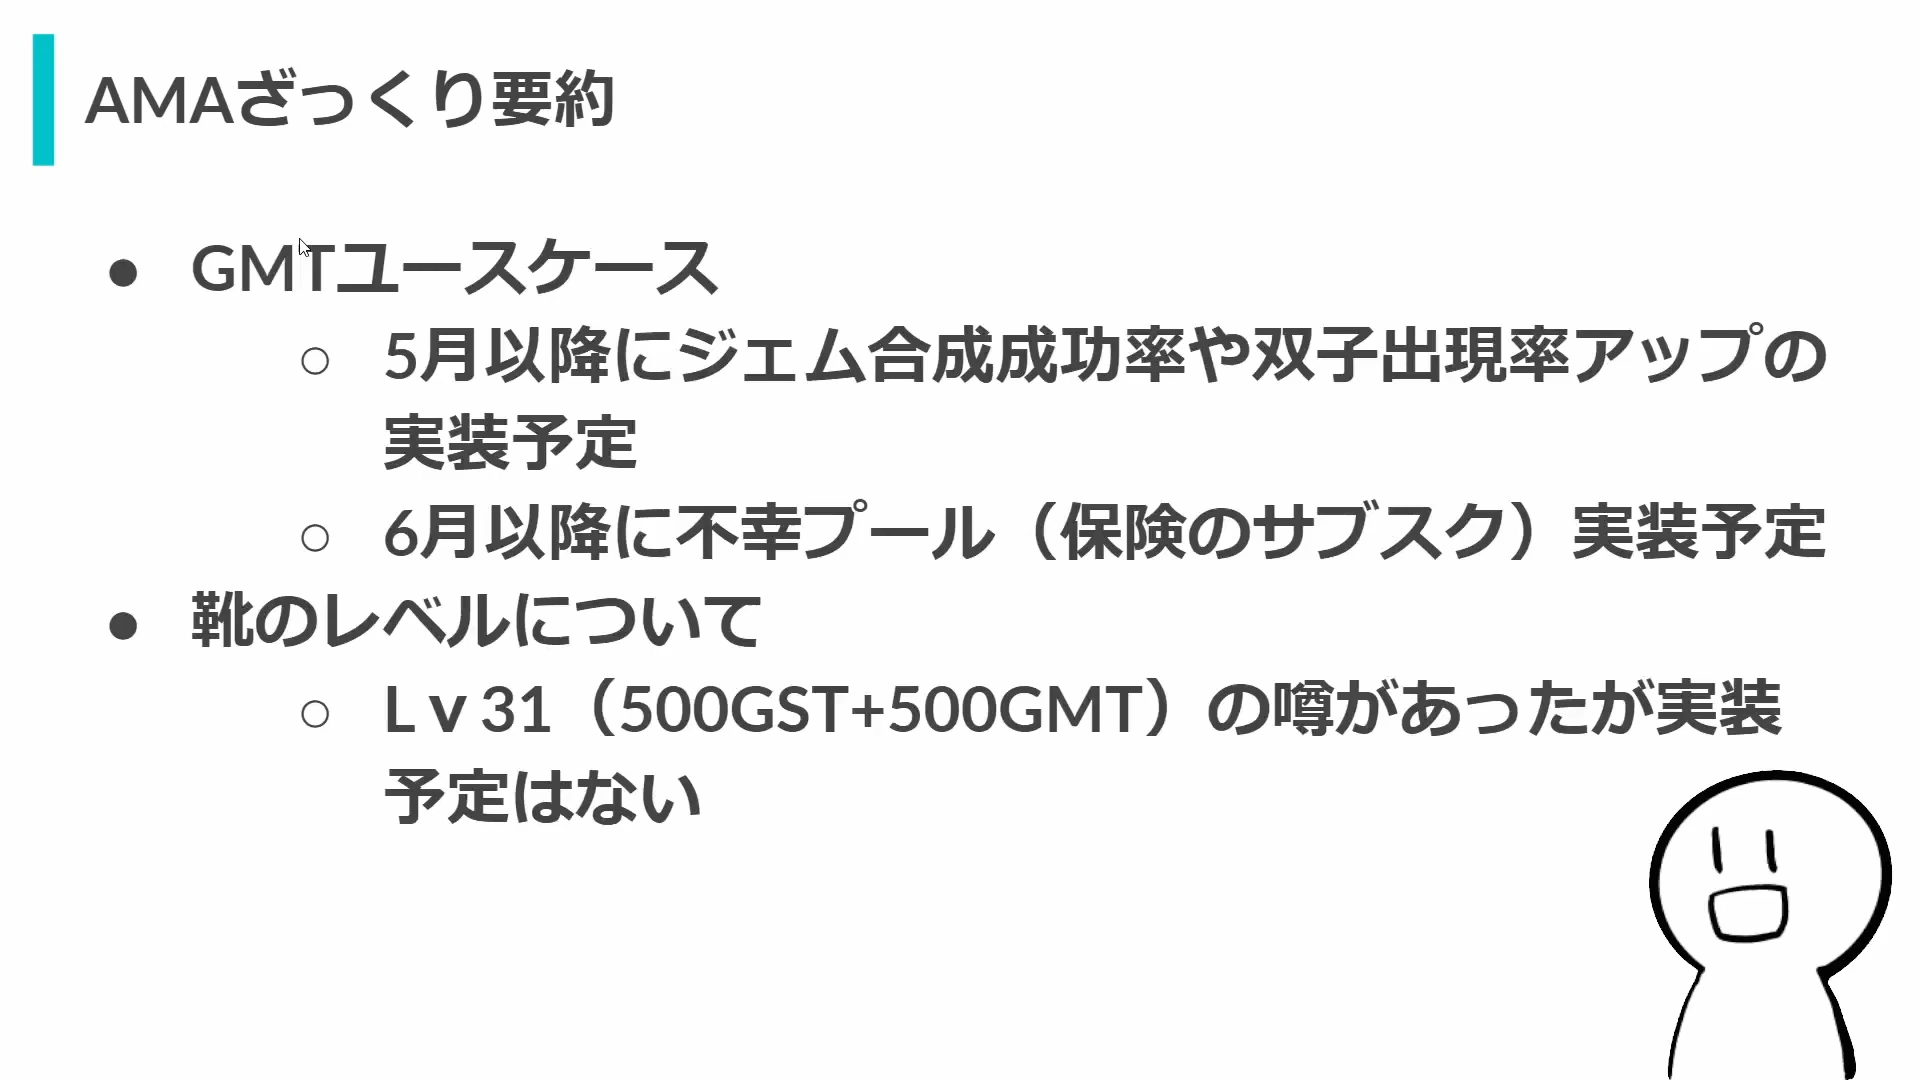 AMAざっくり要約
● GMTユースケース
○ 5月以降にジェム合成成功率や双子出現率アップの
実装予定
○ 6月以降に不幸プール（保険のサブスク）実装予定
● 靴のレベルについて
○ Lｖ31（500GST+500GMT）の噂があったが実装
予定はない